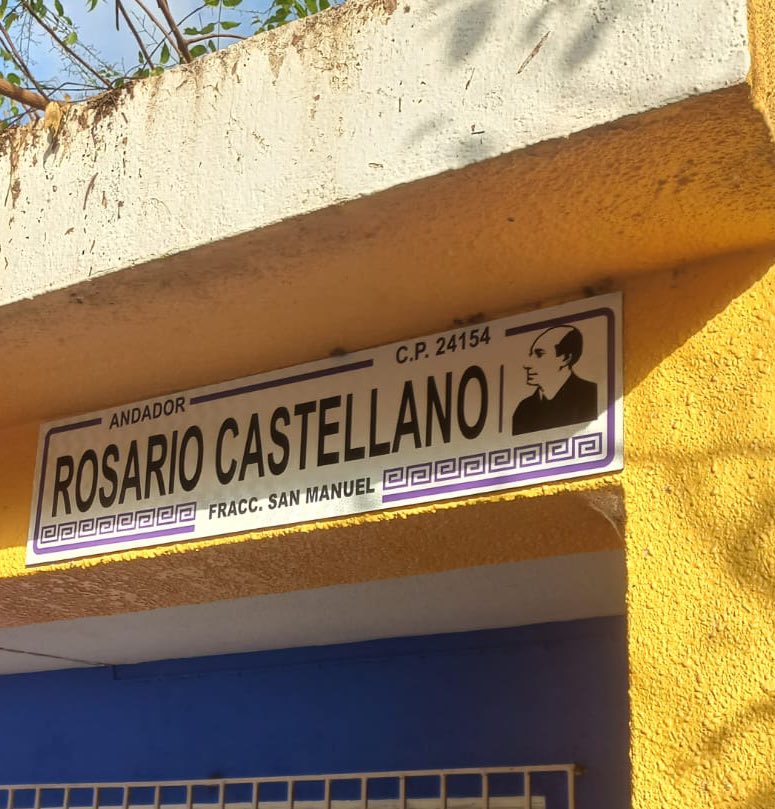 ANDADOR C.P. 24154
ROSARIO CASTELLANO
FRACC. SAN MANUEL